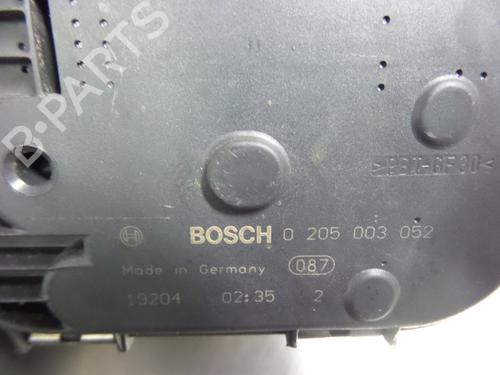 B-PARTS
>PBT-GF30<
BOSCH 0 205 003 052
Made in Germany 087
19204 02:35 2